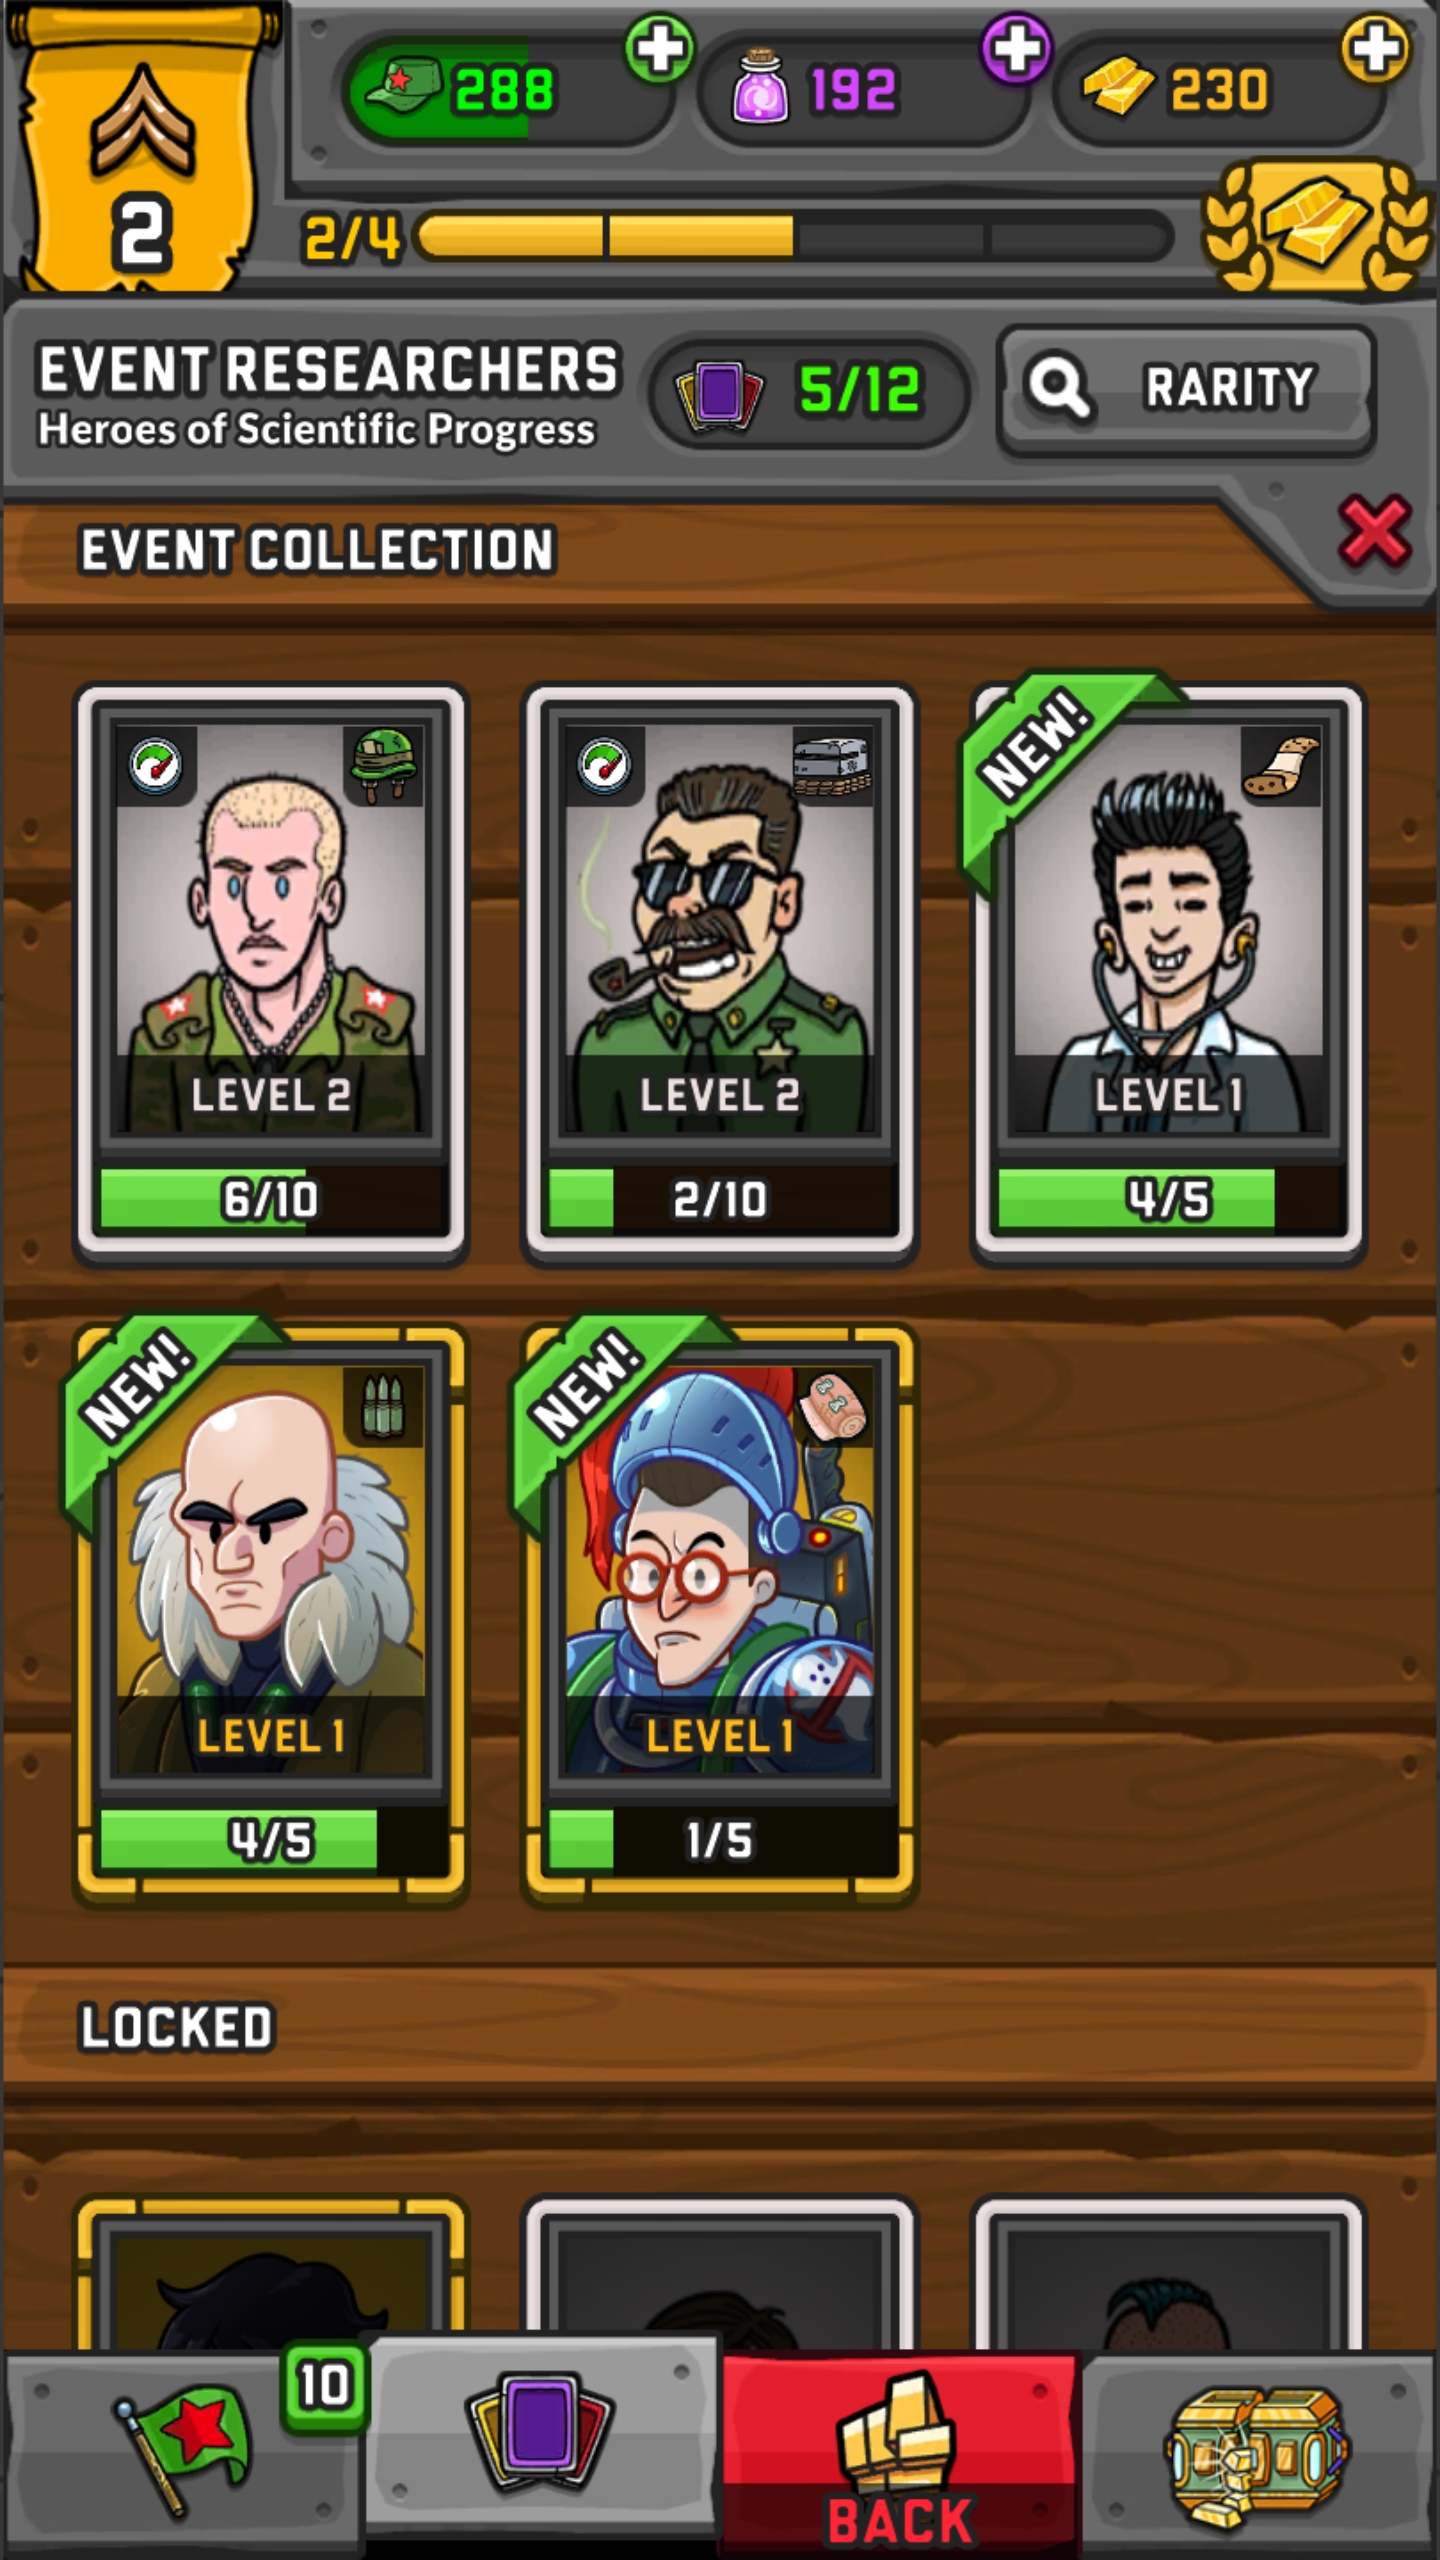 288
192
230
2
2/4
EVENT RESEARCHERS
Heroes of Scientific Progress
5/12
RARITY
EVENT COLLECTION
NEW!
LEVEL 2
LEVEL 2
LEVEL 1
6/10
2/10
4/5
NEW!
NEW!
LEVEL 1
LEVEL 1
4/5
1/5
LOCKED
10
BACK